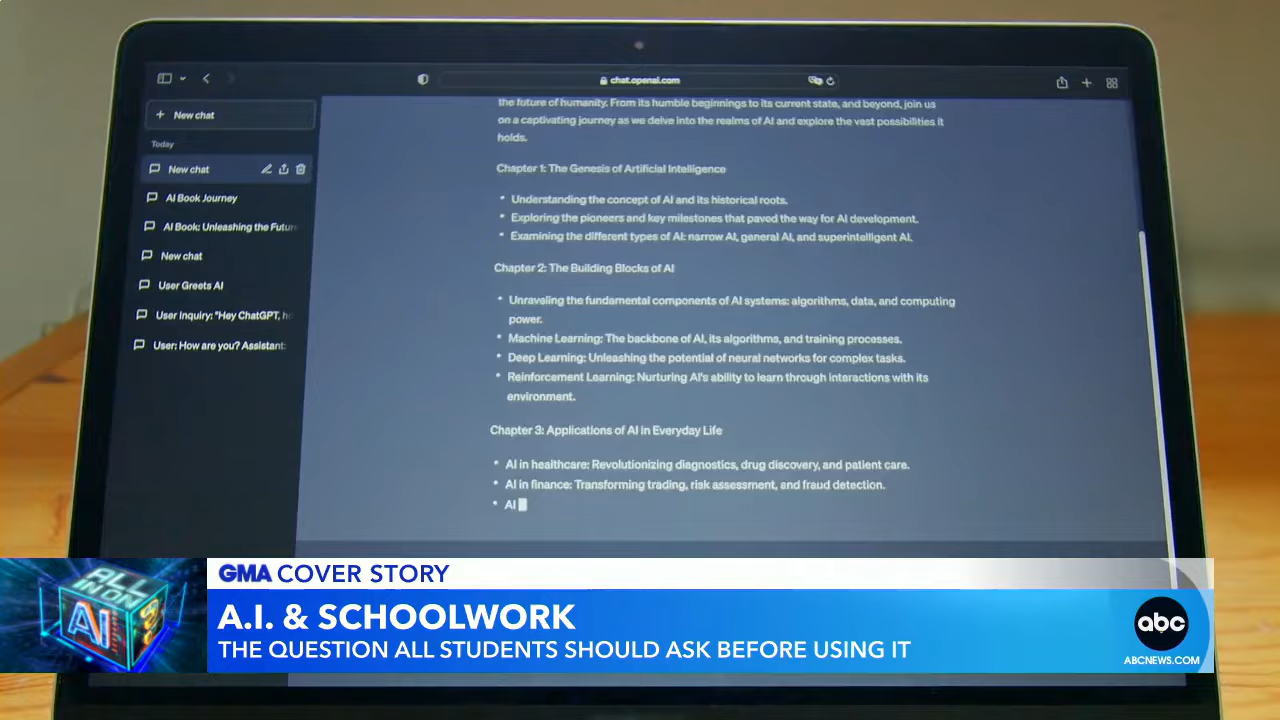 chat.openai.com
New chat
Today
New chat
AI Book Journey
AI Book: Unleashing the Futur
New chat
User Greets AI
User Inquiry: "Hey ChatGPT, h
User: How are you? Assistant:
the future of humanity. From its humble beginnings to its current state, and beyond, join us
on a captivating journey as we delve into the realms of AI and explore the vast possibilities it
holds.
Chapter 1: The Genesis of Artificial Intelligence
• Understanding the concept of AI and its historical roots.
• Exploring the pioneers and key milestones that paved the way for AI development.
• Examining the different types of AI: narrow AI, general AI, and superintelligent AI.
Chapter 2: The Building Blocks of AI
• Unraveling the fundamental components of AI systems: algorithms, data, and computing
power.
• Machine Learning: The backbone of AI, its algorithms, and training processes.
• Deep Learning: Unleashing the potential of neural networks for complex tasks.
• Reinforcement Learning: Nurturing AI's ability to learn through interactions with its
environment.
Chapter 3: Applications of AI in Everyday Life
• AI in healthcare: Revolutionizing diagnostics, drug discovery, and patient care.
• AI in finance: Transforming trading, risk assessment, and fraud detection.
• AI
ALL
IN ON
AI
GMA COVER STORY
A.I. & SCHOOLWORK
THE QUESTION ALL STUDENTS SHOULD ASK BEFORE USING IT
abc
ABCNEWS.COM